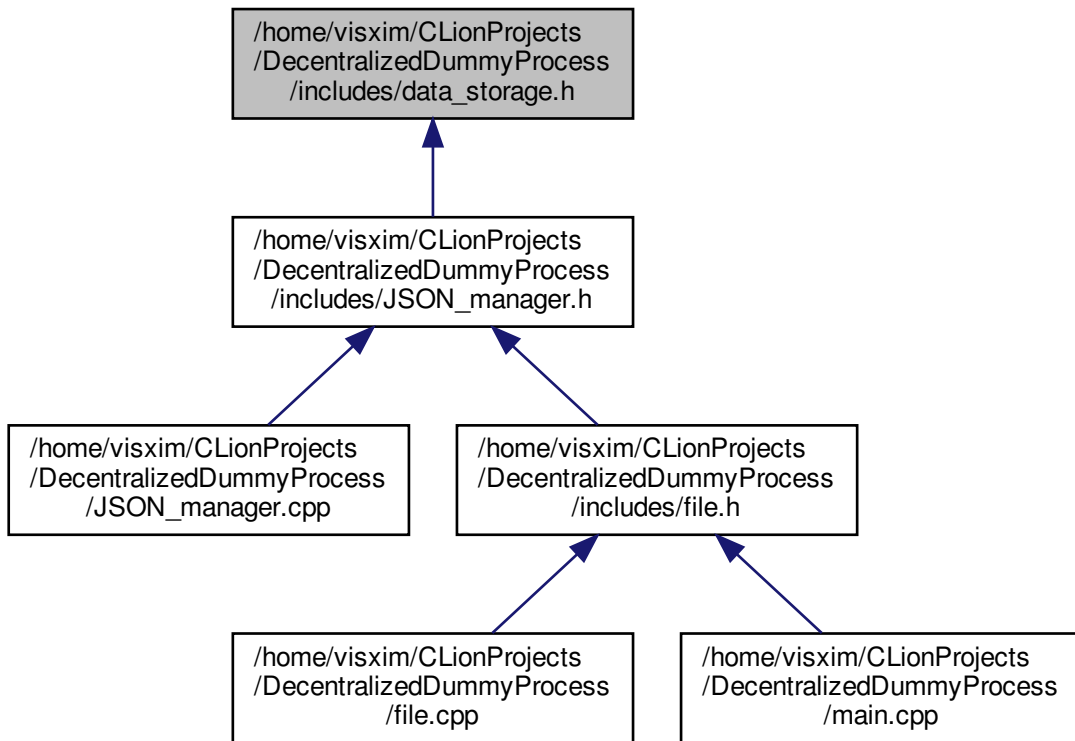 /home/visxim/CLionProjects
/DecentralizedDummyProcess
/includes/data_storage.h
/home/visxim/CLionProjects
/DecentralizedDummyProcess
/includes/JSON_manager.h
/home/visxim/CLionProjects
/DecentralizedDummyProcess
/JSON_manager.cpp
/home/visxim/CLionProjects
/DecentralizedDummyProcess
/includes/file.h
/home/visxim/CLionProjects
/DecentralizedDummyProcess
/file.cpp
/home/visxim/CLionProjects
/DecentralizedDummyProcess
/main.cpp